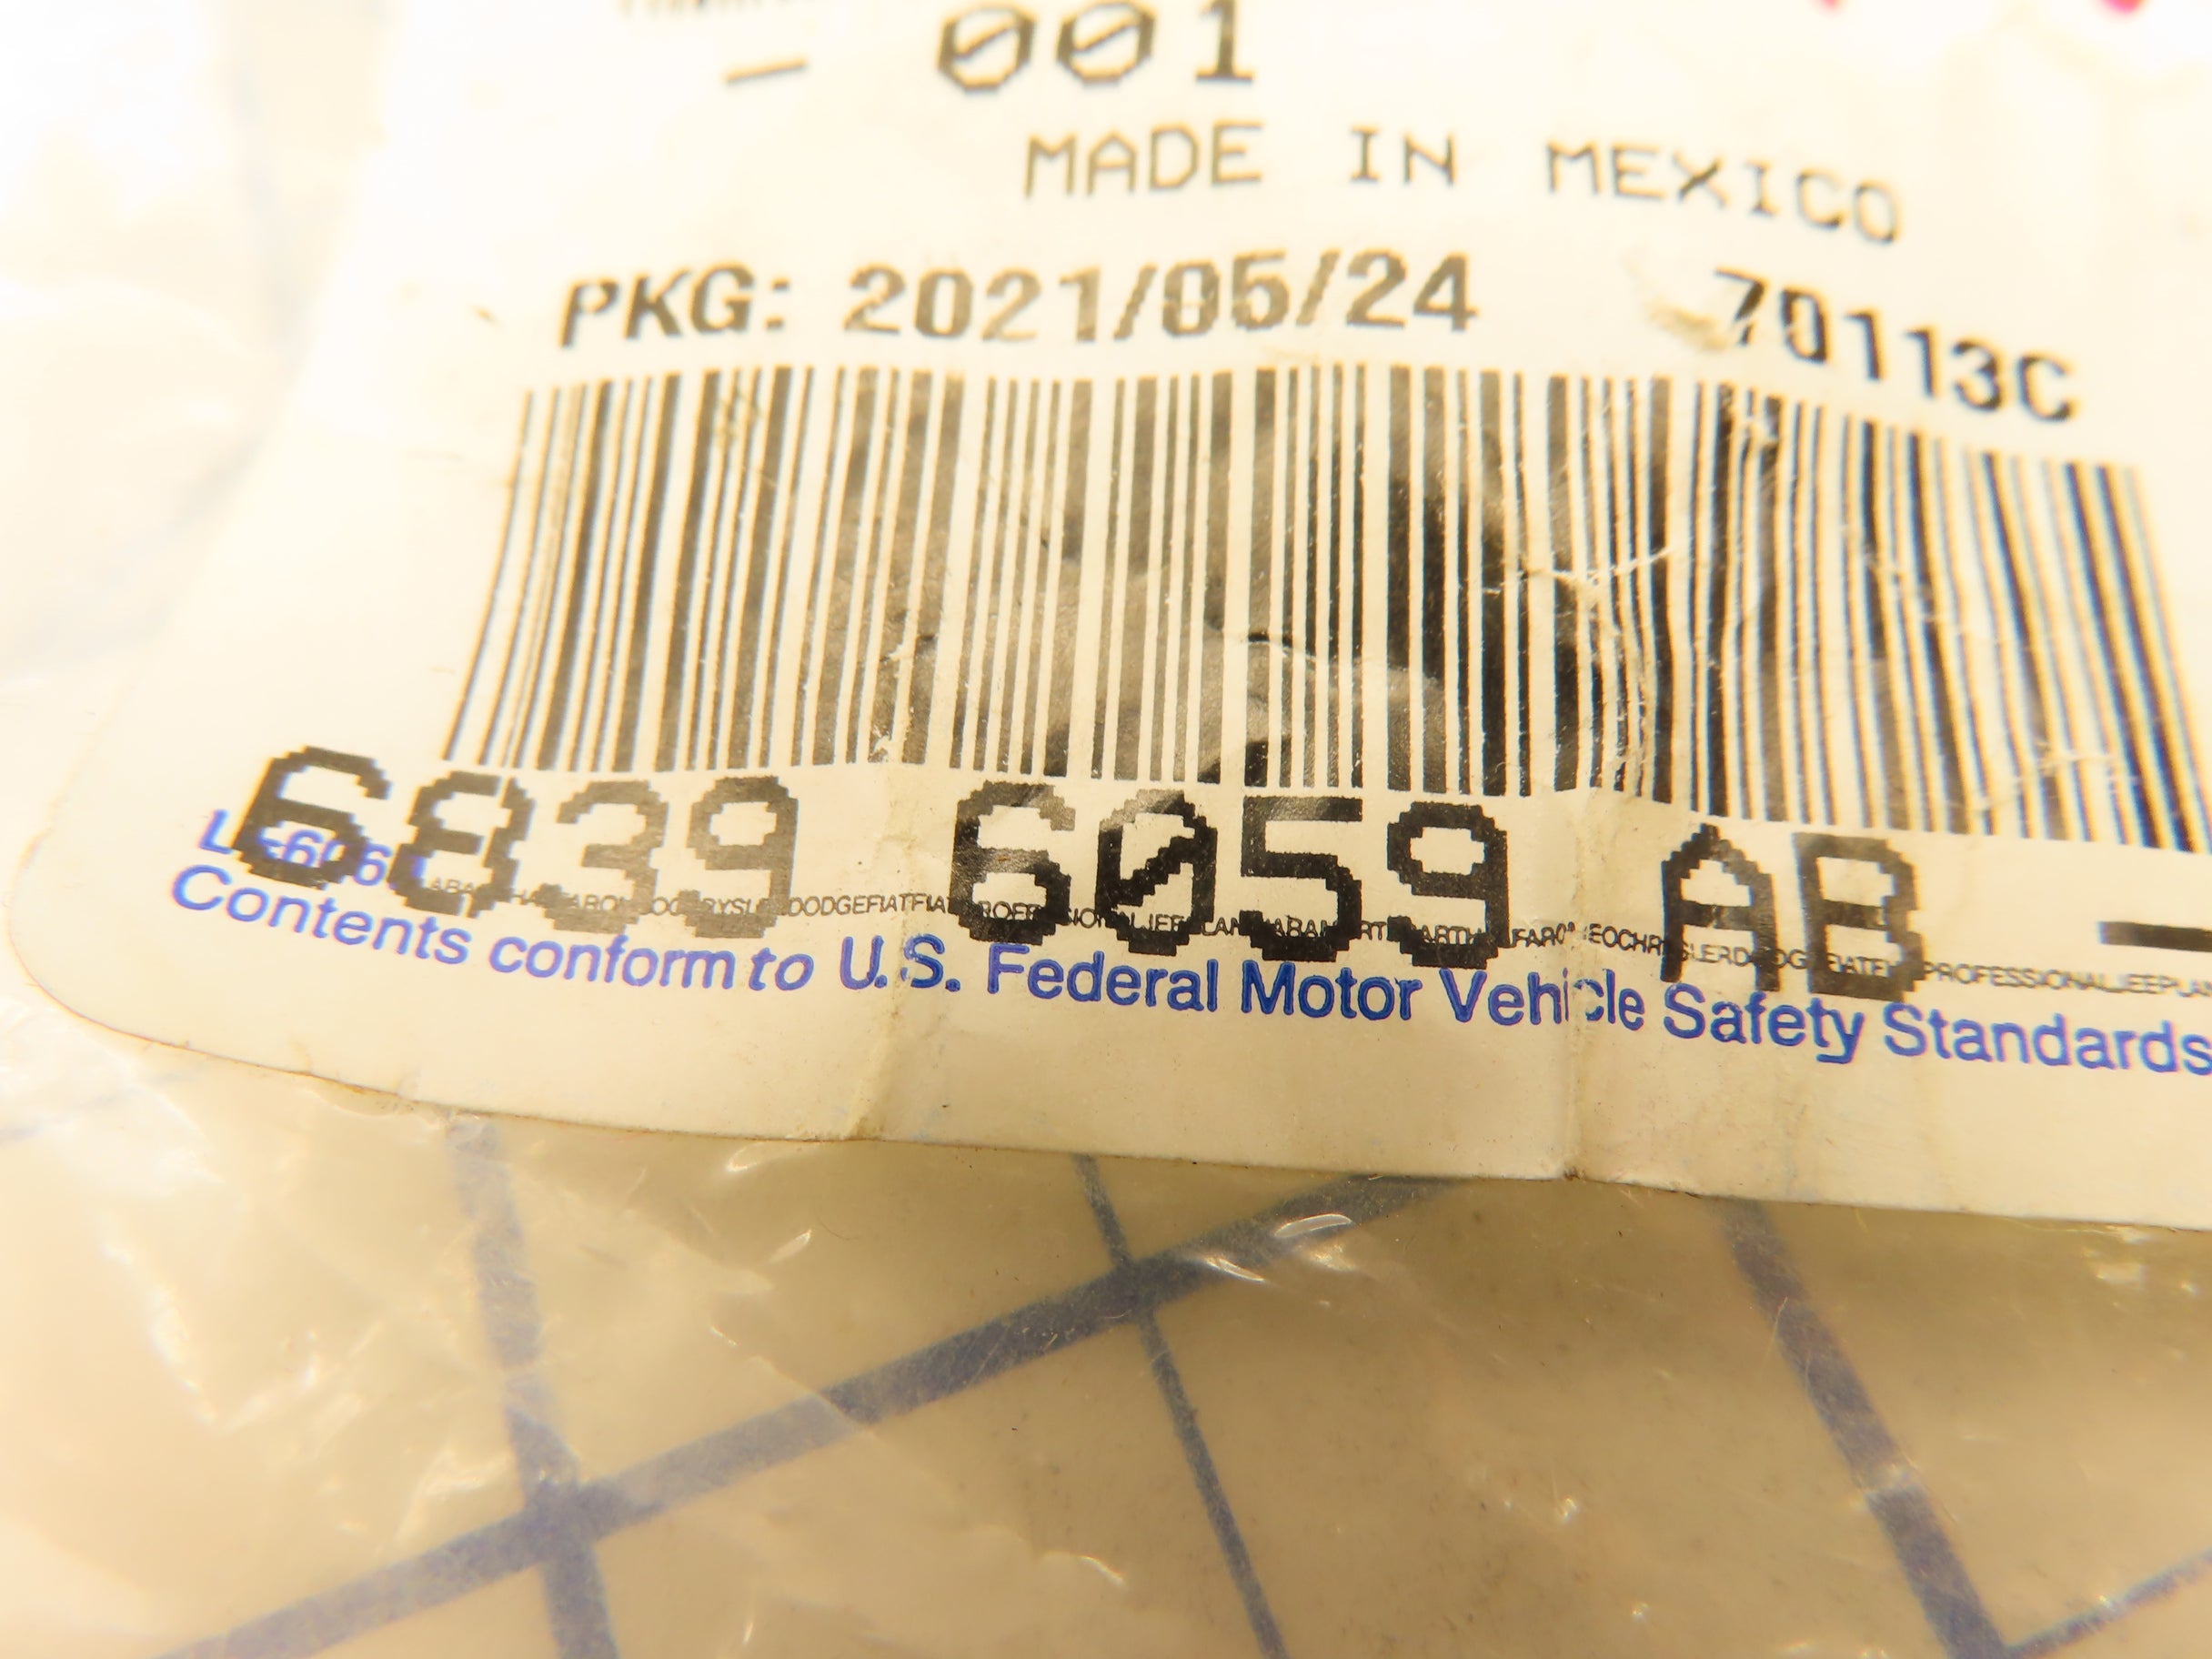 - 001
MADE IN MEXICO
PKG: 2021/05/24 70113C
6839 6059 AB -
Contents conform to U.S. Federal Motor Vehicle Safety Standards